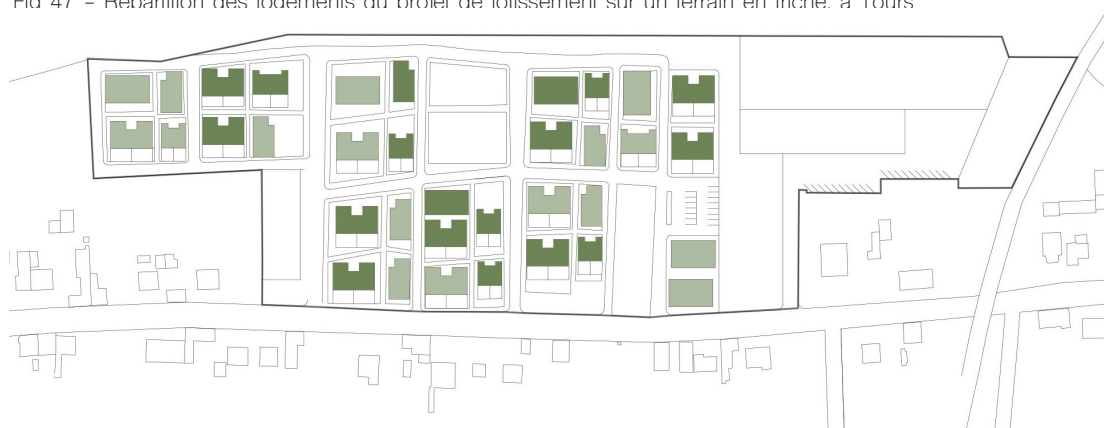 Fig 47 - Répartition des logements du projet de lotissement sur un terrain en friche, à Tours